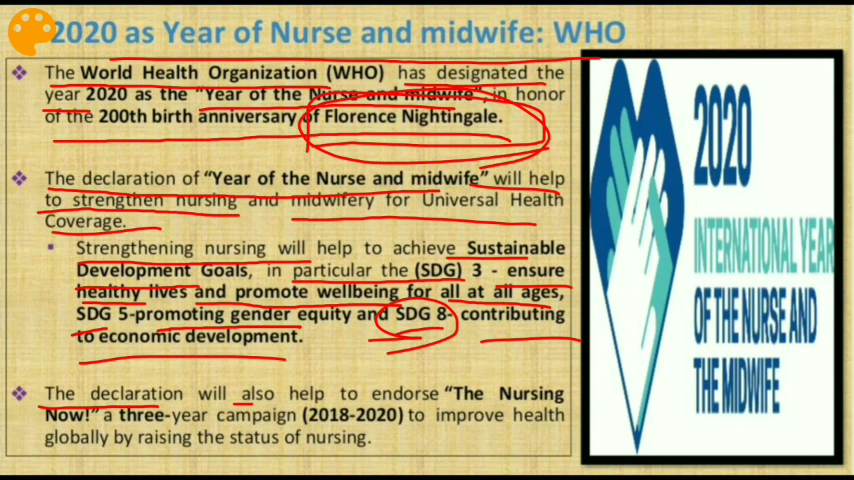 2020 as Year of Nurse and midwife: WHO
The World Health Organization (WHO) has designated the
year 2020 as the “Year of the Nurse and midwife”, in honor
of the 200th birth anniversary of Florence Nightingale.
The declaration of “Year of the Nurse and midwife” will help
to strengthen nursing and midwifery for Universal Health
Coverage.
Strengthening nursing will help to achieve Sustainable
Development Goals, in particular the (SDG) 3 - ensure
healthy lives and promote wellbeing for all at all ages,
SDG 5-promoting gender equity and SDG 8- contributing
to economic development.
The declaration will also help to endorse “The Nursing
Now!” a three-year campaign (2018-2020) to improve health
globally by raising the status of nursing.
2020
INTERNATIONAL YEAR
OF THE NURSE AND
THE MIDWIFE